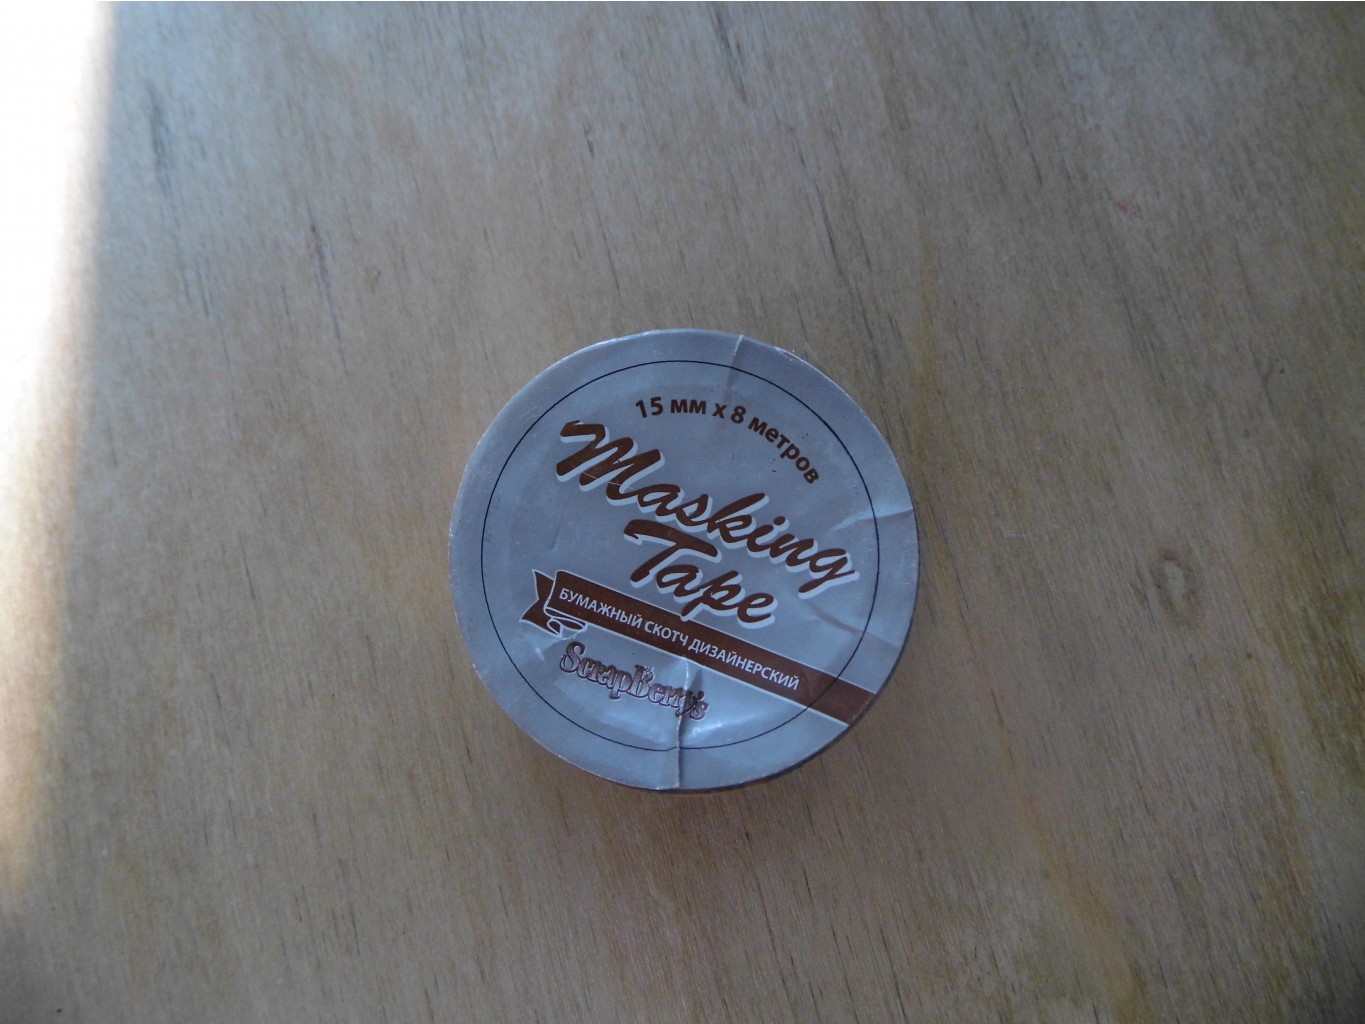 15 мм х 8 метров
Masking
Tape
БУМАЖНЫЙ СКОТЧ ДИЗАЙНЕРСКИЙ
ScrapBerry's